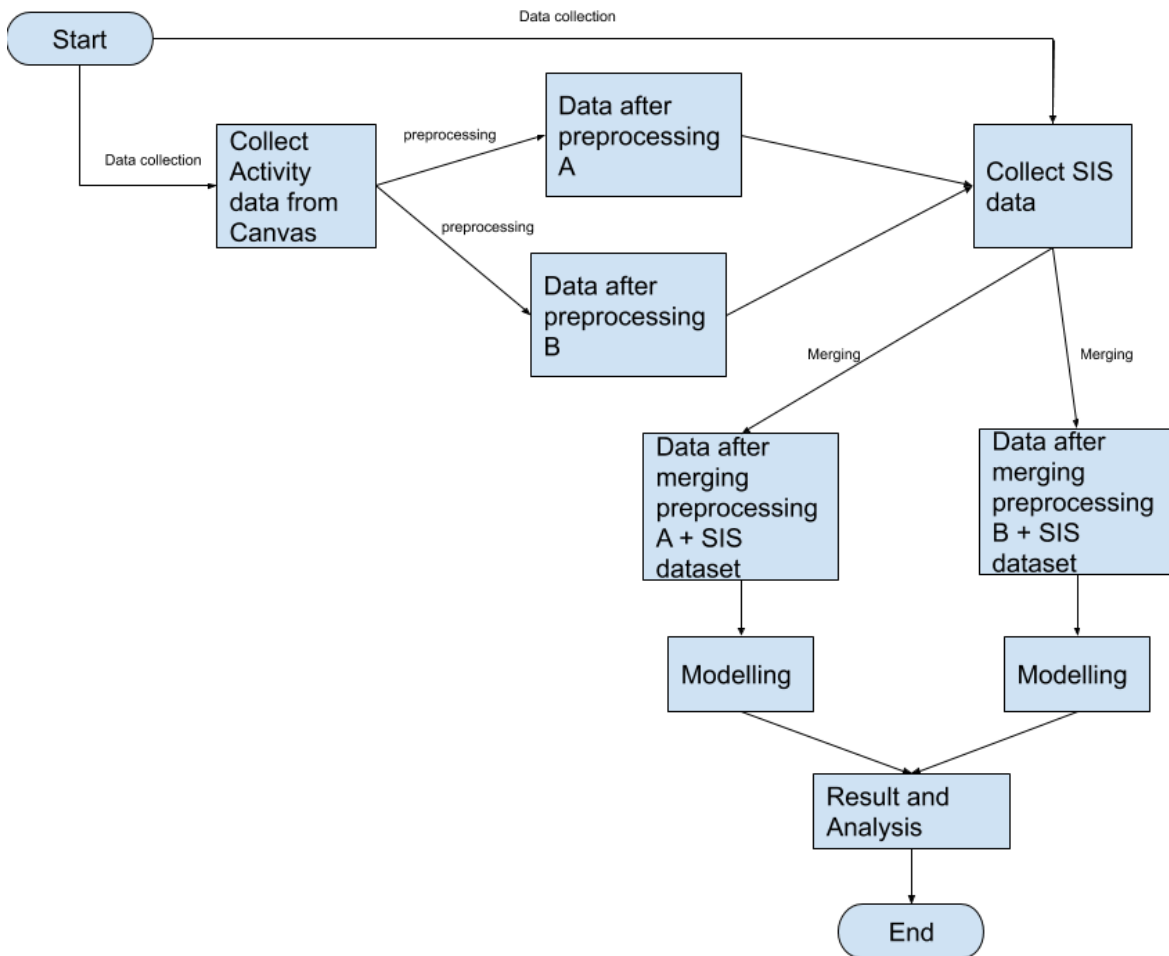 Data collection
Start
Data after
preprocessing
A
preprocessing
Collect
Activity
data from
Canvas
Data collection
Collect SIS
data
preprocessing
Data after
preprocessing
B
Merging
Merging
Data after
merging
preprocessing
A + SIS
dataset
Data after
merging
preprocessing
B + SIS
dataset
Modelling
Modelling
Result and
Analysis
End